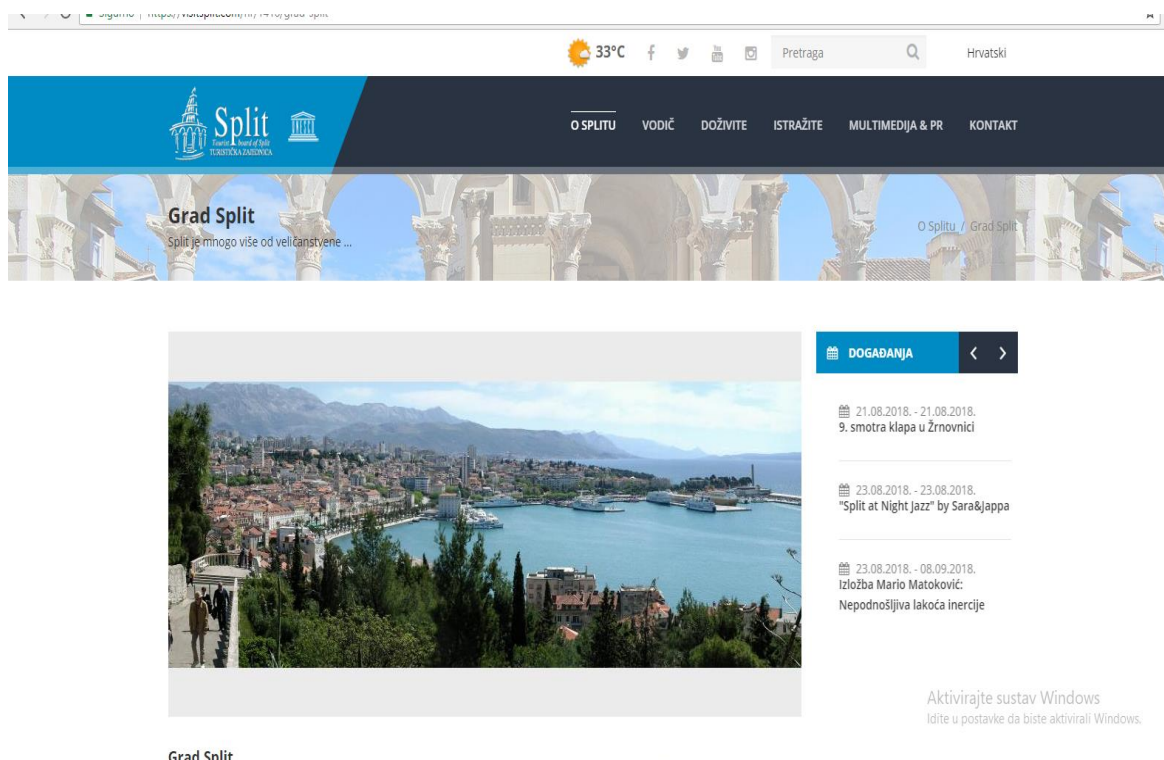 33°C
You
Pretraga
Hrvatski
Split
Tourist board of Split
TURISTIČKA ZAJEDNICA
O SPLITU
VODIČ
DOŽIVITE
ISTRAŽITE
MULTIMEDIJA & PR
KONTAKT
Grad Split
Split je mnogo više od veličanstvene ...
O Splitu / Grad Split
DOGAĐANJA
21.08.2018. - 21.08.2018.
9. smotra klapa u Žrnovnici
23.08.2018. - 23.08.2018.
"Split at Night Jazz" by Sara&Jappa
23.08.2018. - 08.09.2018.
Izložba Mario Matoković:
Nepodnošljiva lakoća inercije
Aktivirajte sustav Windows
Idite u postavke da biste aktivirali Windows.
Grad Split